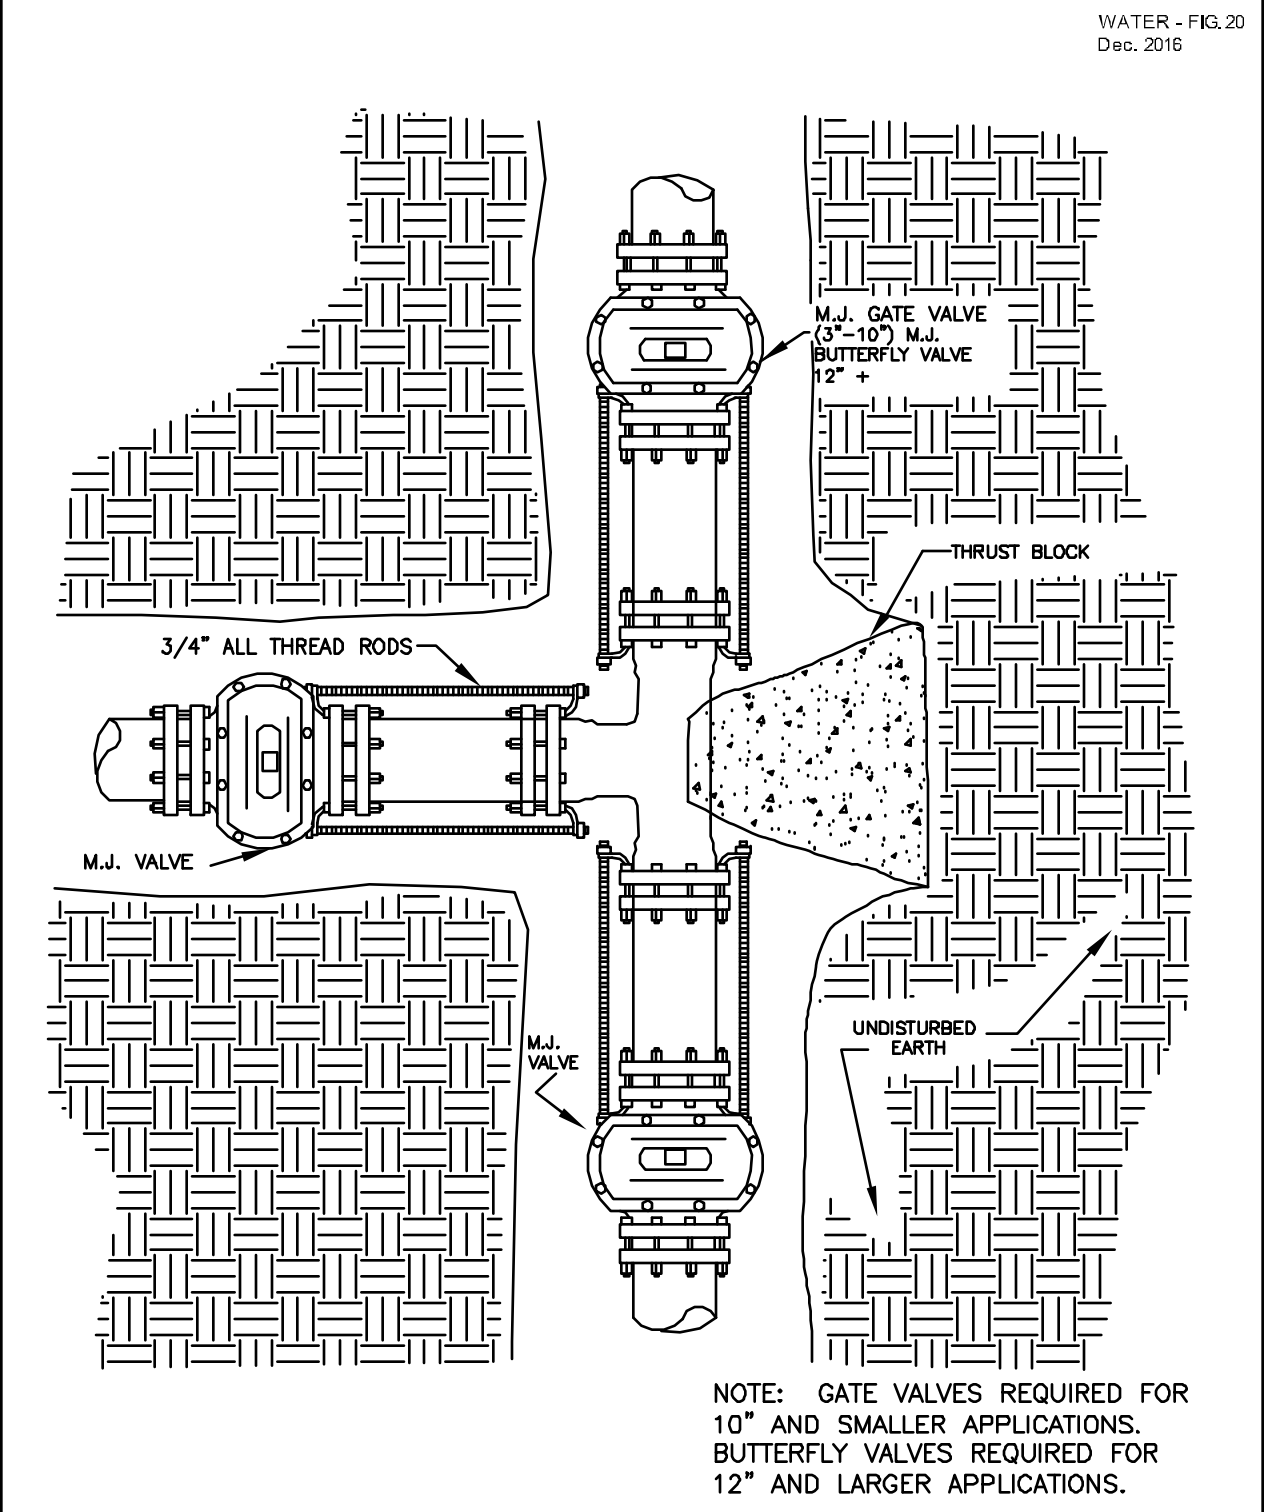 WATER - FIG. 20
Dec. 2016
M.J. GATE VALVE
(3"-10") M.J.
BUTTERFLY VALVE
12" +
THRUST BLOCK
3/4" ALL THREAD RODS
M.J. VALVE
UNDISTURBED
EARTH
M.J.
VALVE
NOTE: GATE VALVES REQUIRED FOR
10" AND SMALLER APPLICATIONS.
BUTTERFLY VALVES REQUIRED FOR
12" AND LARGER APPLICATIONS.